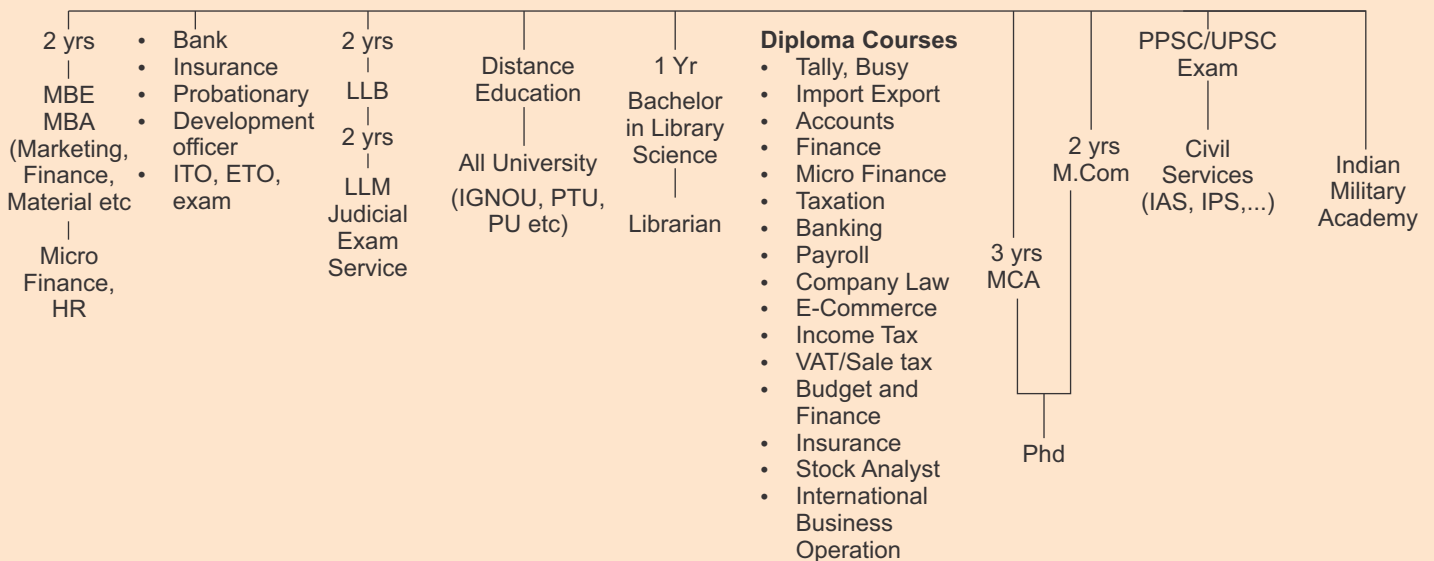 2 yrs
MBE
MBA
(Marketing,
Finance,
Material etc
Micro
Finance,
HR
• Bank
• Insurance
• Probationary
• Development
officer
• ITO, ETO,
exam
2 yrs
LLB
2 yrs
LLM
Judicial
Exam
Service
Distance
Education
All University
(IGNOU, PTU,
PU etc)
1 Yr
Bachelor
in Library
Science
Librarian
Diploma Courses
• Tally, Busy
• Import Export
• Accounts
• Finance
• Micro Finance
• Taxation
• Banking
• Payroll
• Company Law
• E-Commerce
• Income Tax
• VAT/Sale tax
• Budget and
Finance
• Insurance
• Stock Analyst
• International
Business
Operation
3 yrs
MCA
2 yrs
M.Com
Phd
PPSC/UPSC
Exam
Civil
Services
(IAS, IPS,...)
Indian
Military
Academy